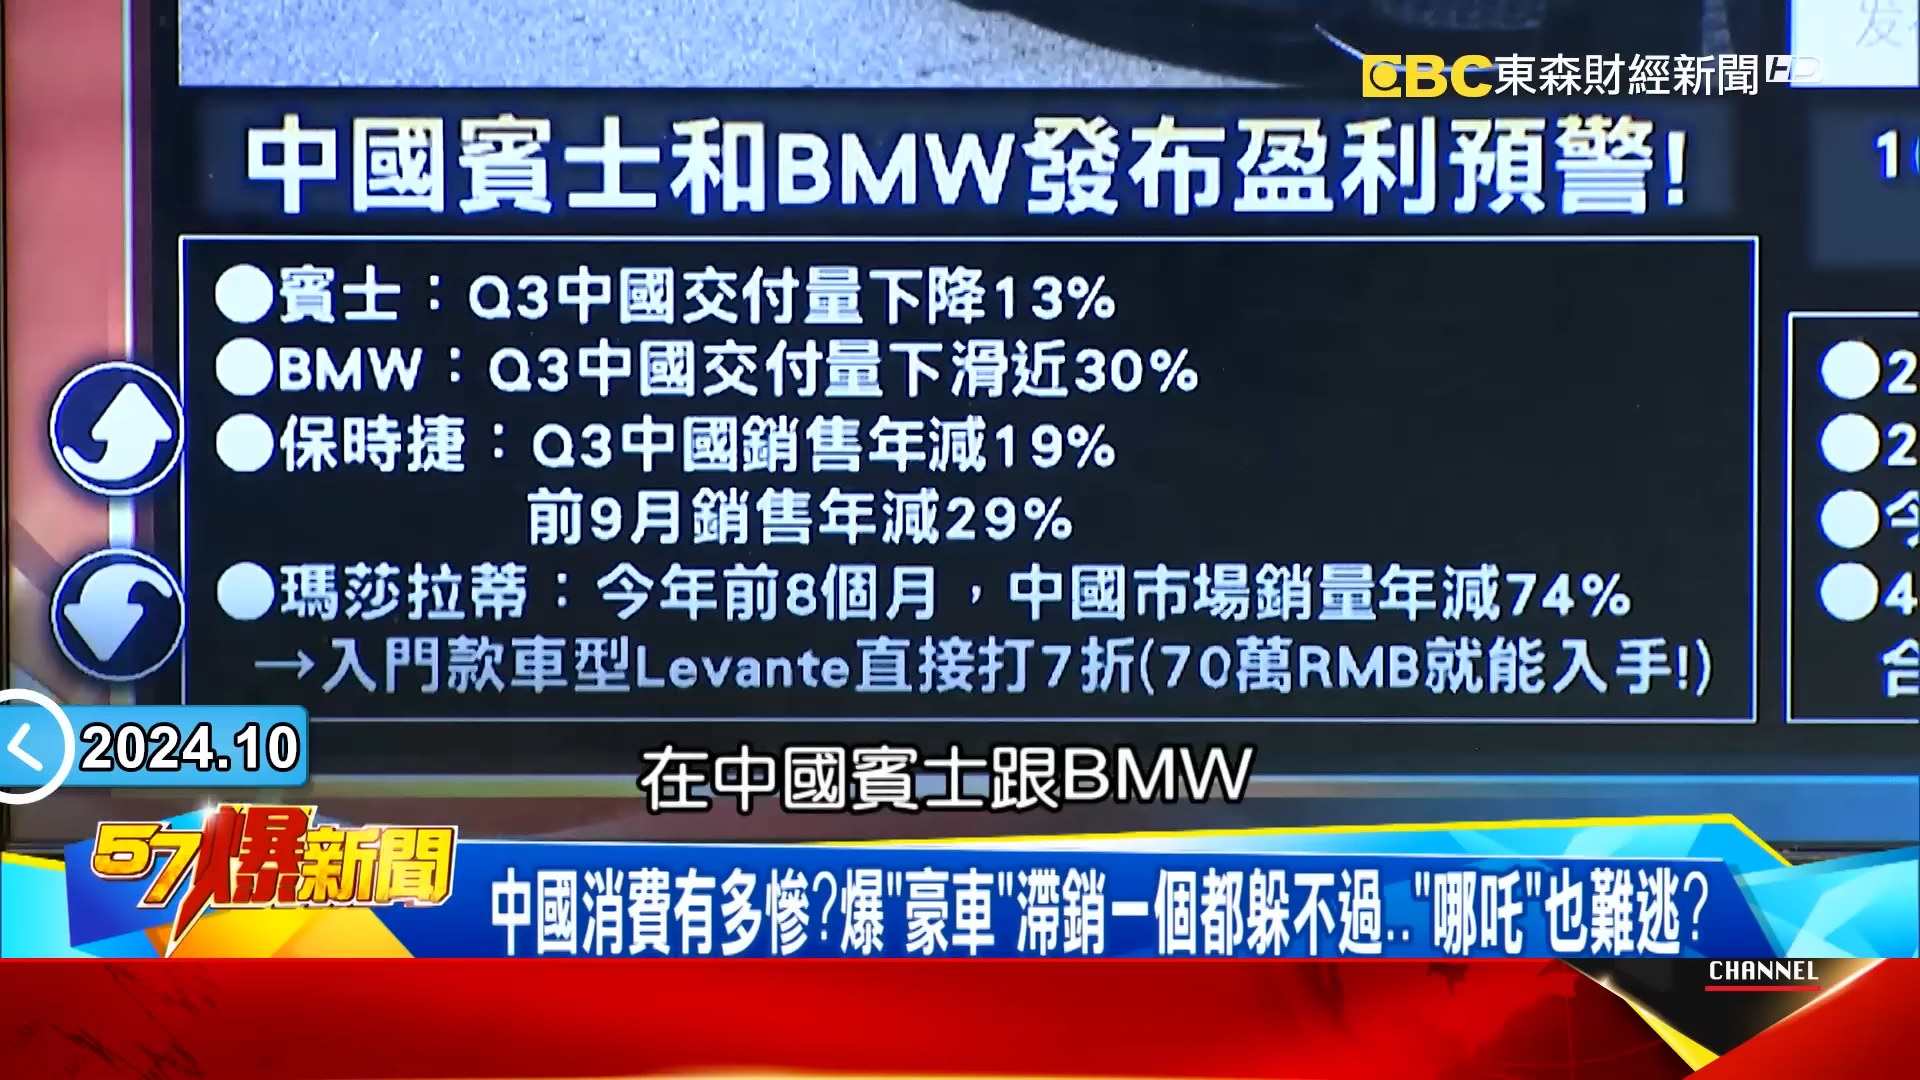 EBC東森財經新聞HD
中國賓士和BMW發布盈利預警!
●賓士：Q3中國交付量下降13%
●BMW：Q3中國交付量下滑近30%
●保時捷：Q3中國銷售年減19%
前9月銷售年減29%
●瑪莎拉蒂：今年前8個月，中國市場銷量年減74%
→入門款車型Levante直接打7折(70萬RMB就能入手!)
2024.10
在中國賓士跟BMW
57爆新聞
中國消費有多慘?爆"豪車"滯銷一個都躲不過.."哪吒"也難逃?
CHANNEL